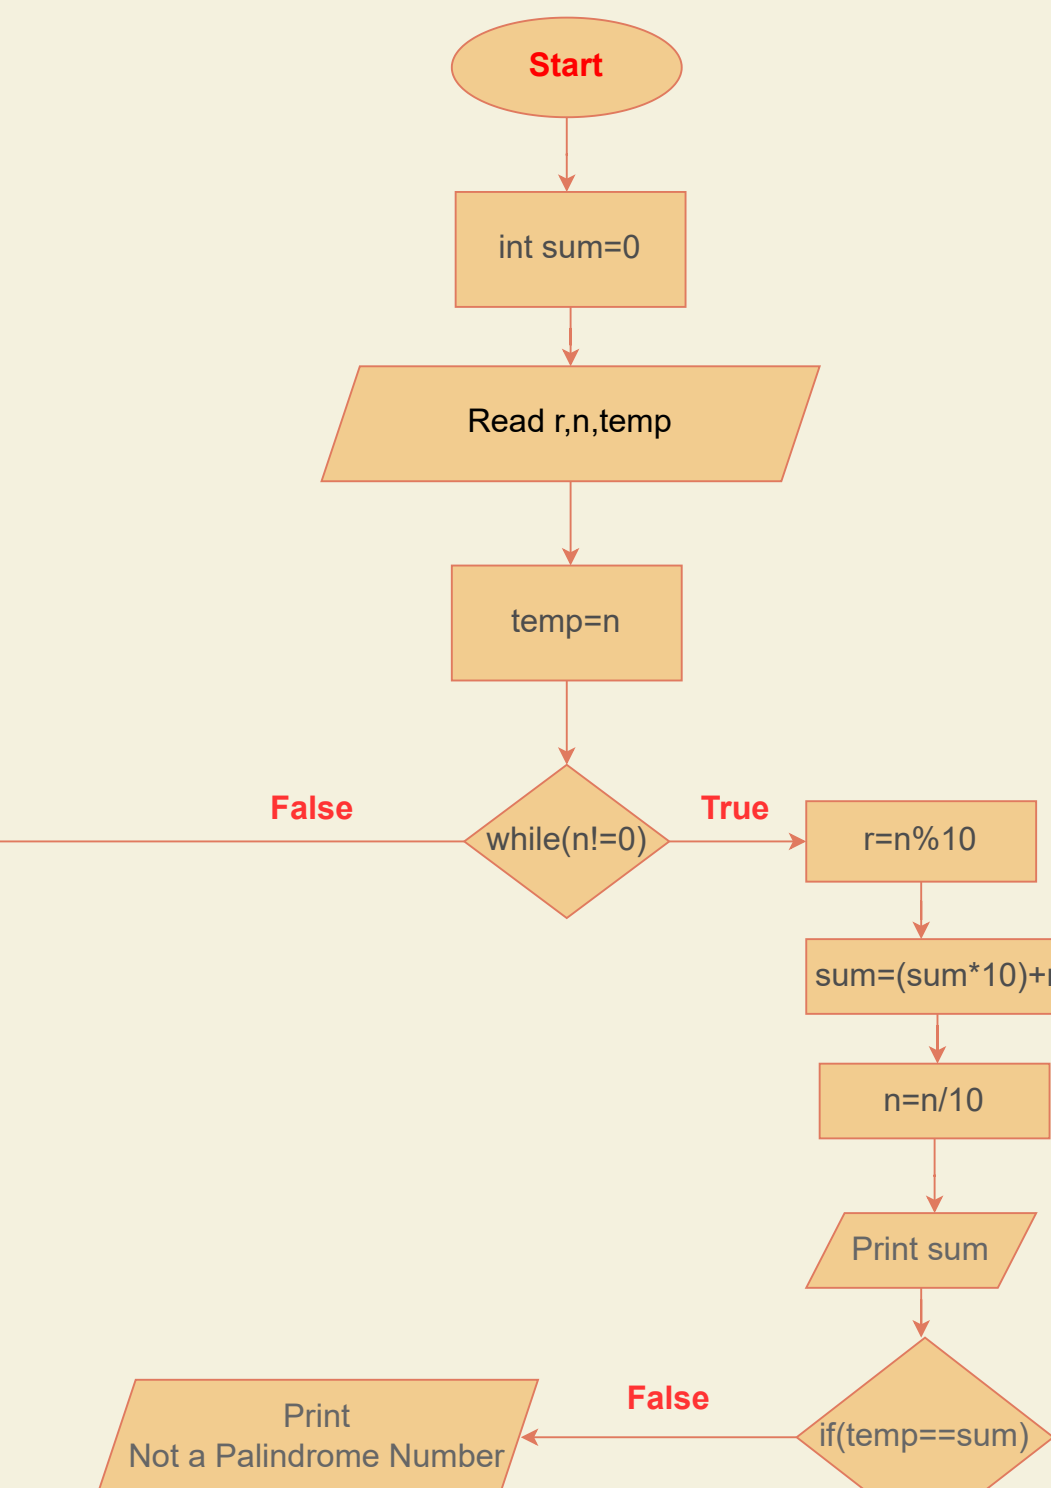 Start
int sum=0
Read r,n,temp
temp=n
False
while(n!=0)
True
r=n%10
sum=(sum*10)+
n=n/10
Print sum
False
if(temp==sum)
Print
Not a Palindrome Number